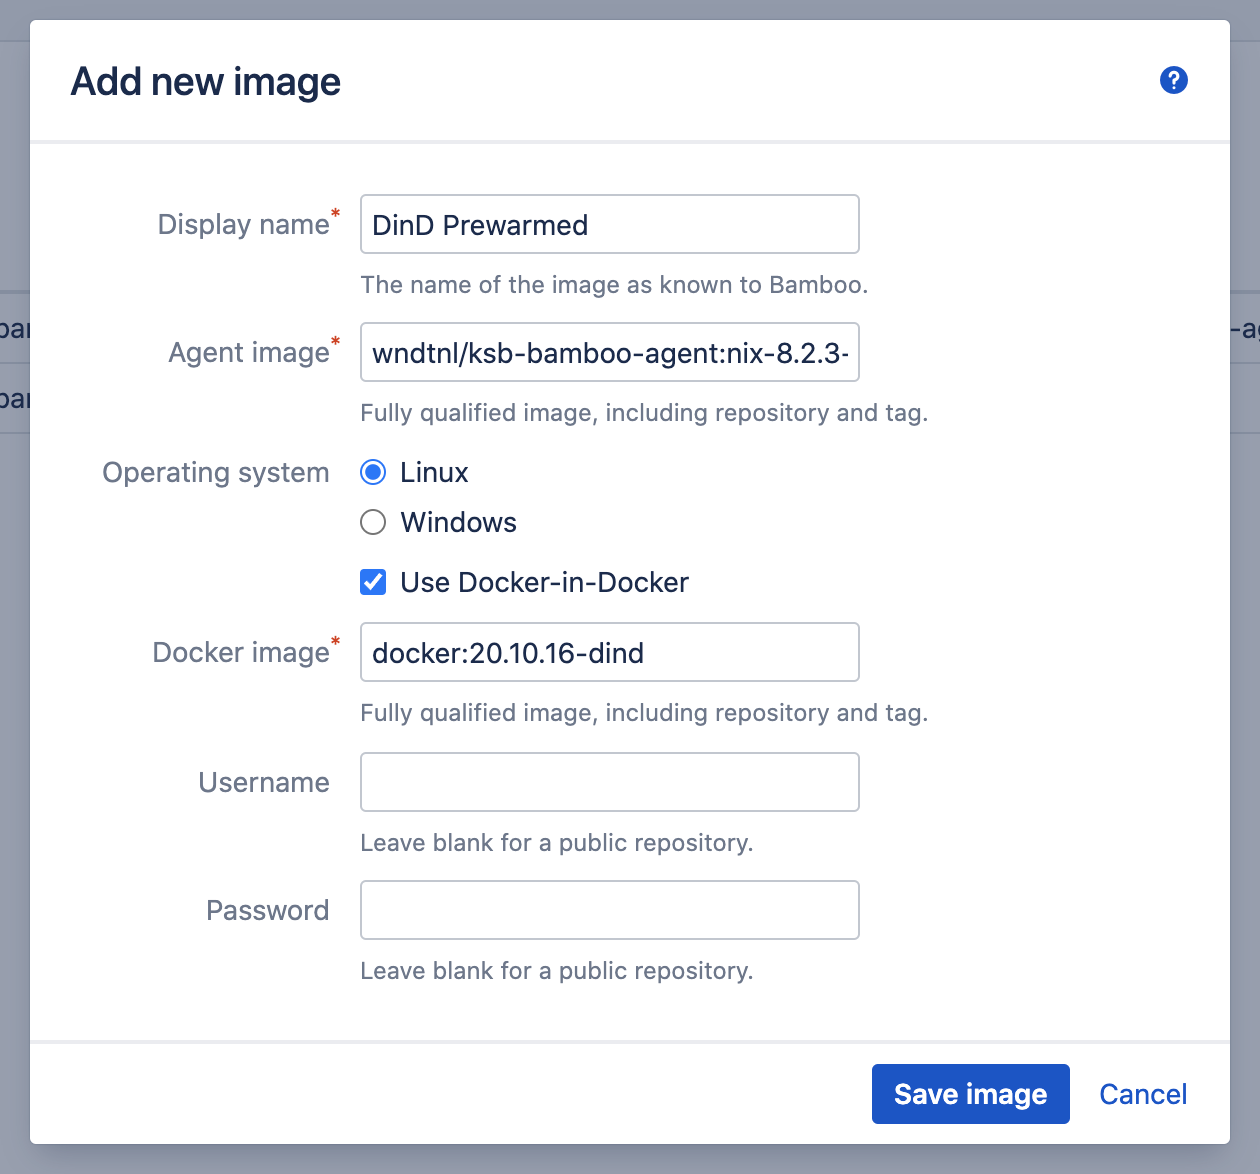 Add new image
?
Display name*
DinD Prewarmed
The name of the image as known to Bamboo.
Agent image*
wndtnl/ksb-bamboo-agent:nix-8.2.3-
Fully qualified image, including repository and tag.
Operating system
Linux
Windows
Use Docker-in-Docker
Docker image*
docker:20.10.16-dind
Fully qualified image, including repository and tag.
Username
Leave blank for a public repository.
Password
Leave blank for a public repository.
Save image
Cancel